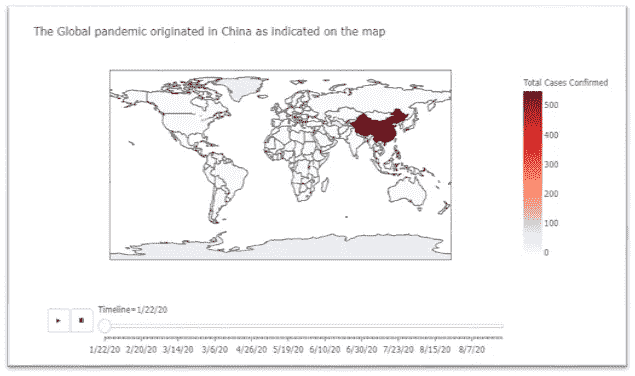 The Global pandemic originated in China as indicated on the map
Total Cases Confirmed
500
400
300
200
100
0
Timeline=1/22/20
1/22/20 2/20/20 3/14/20 3/6/20 4/26/20 5/19/20 6/10/20 6/30/20 7/23/20 8/15/20 8/7/20